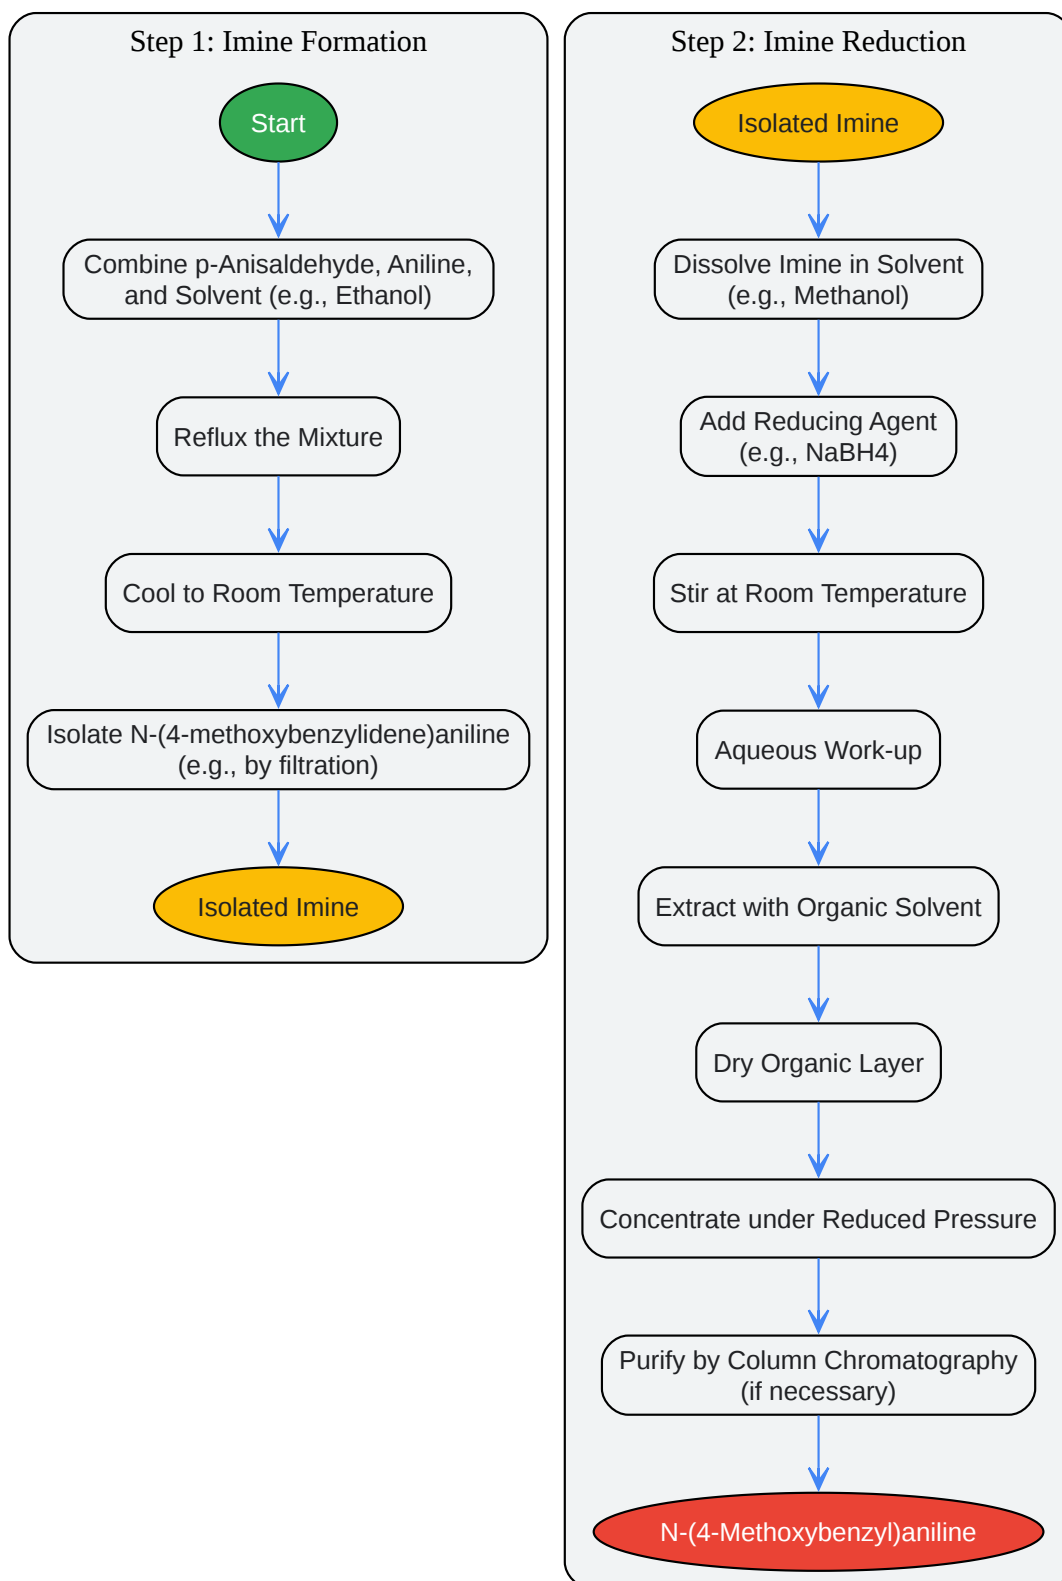 Step 1: Imine Formation
Start
Combine p-Anisaldehyde, Aniline,
and Solvent (e.g., Ethanol)
Reflux the Mixture
Cool to Room Temperature
Isolate N-(4-methoxybenzylidene)aniline
(e.g., by filtration)
Isolated Imine
Step 2: Imine Reduction
Isolated Imine
Dissolve Imine in Solvent
(e.g., Methanol)
Add Reducing Agent
(e.g., NaBH4)
Stir at Room Temperature
Aqueous Work-up
Extract with Organic Solvent
Dry Organic Layer
Concentrate under Reduced Pressure
Purify by Column Chromatography
(if necessary)
N-(4-Methoxybenzyl)aniline